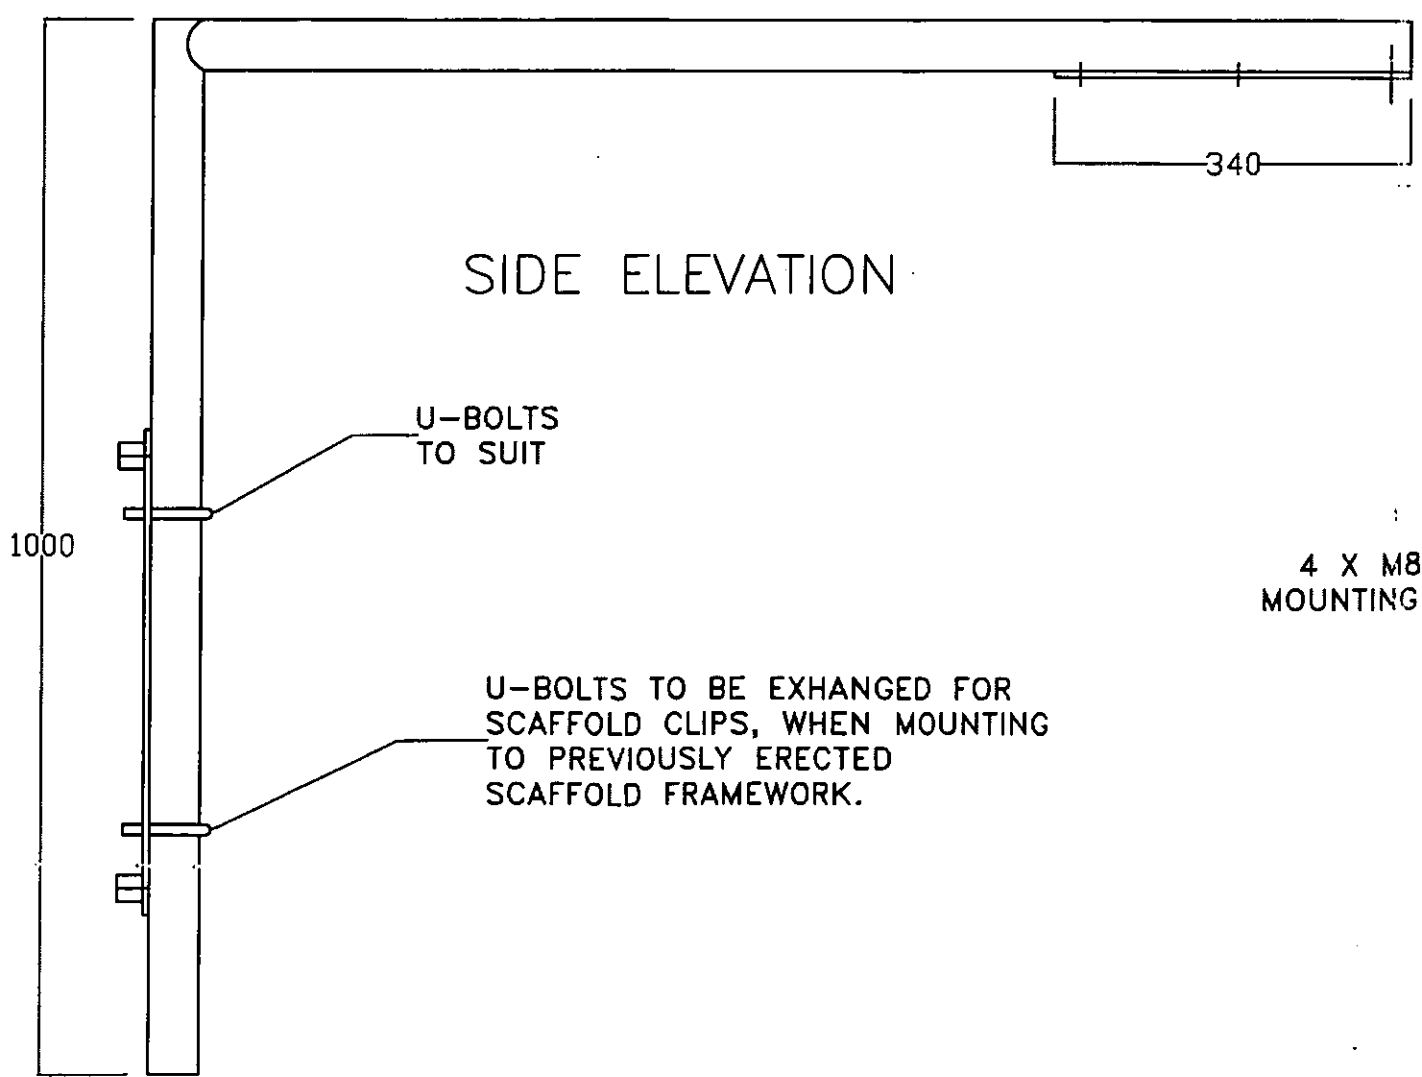 340
SIDE ELEVATION
U-BOLTS
TO SUIT
1000
4 X M8
MOUNTING
U-BOLTS TO BE EXHANGED FOR
SCAFFOLD CLIPS, WHEN MOUNTING
TO PREVIOUSLY ERECTED
SCAFFOLD FRAMEWORK.